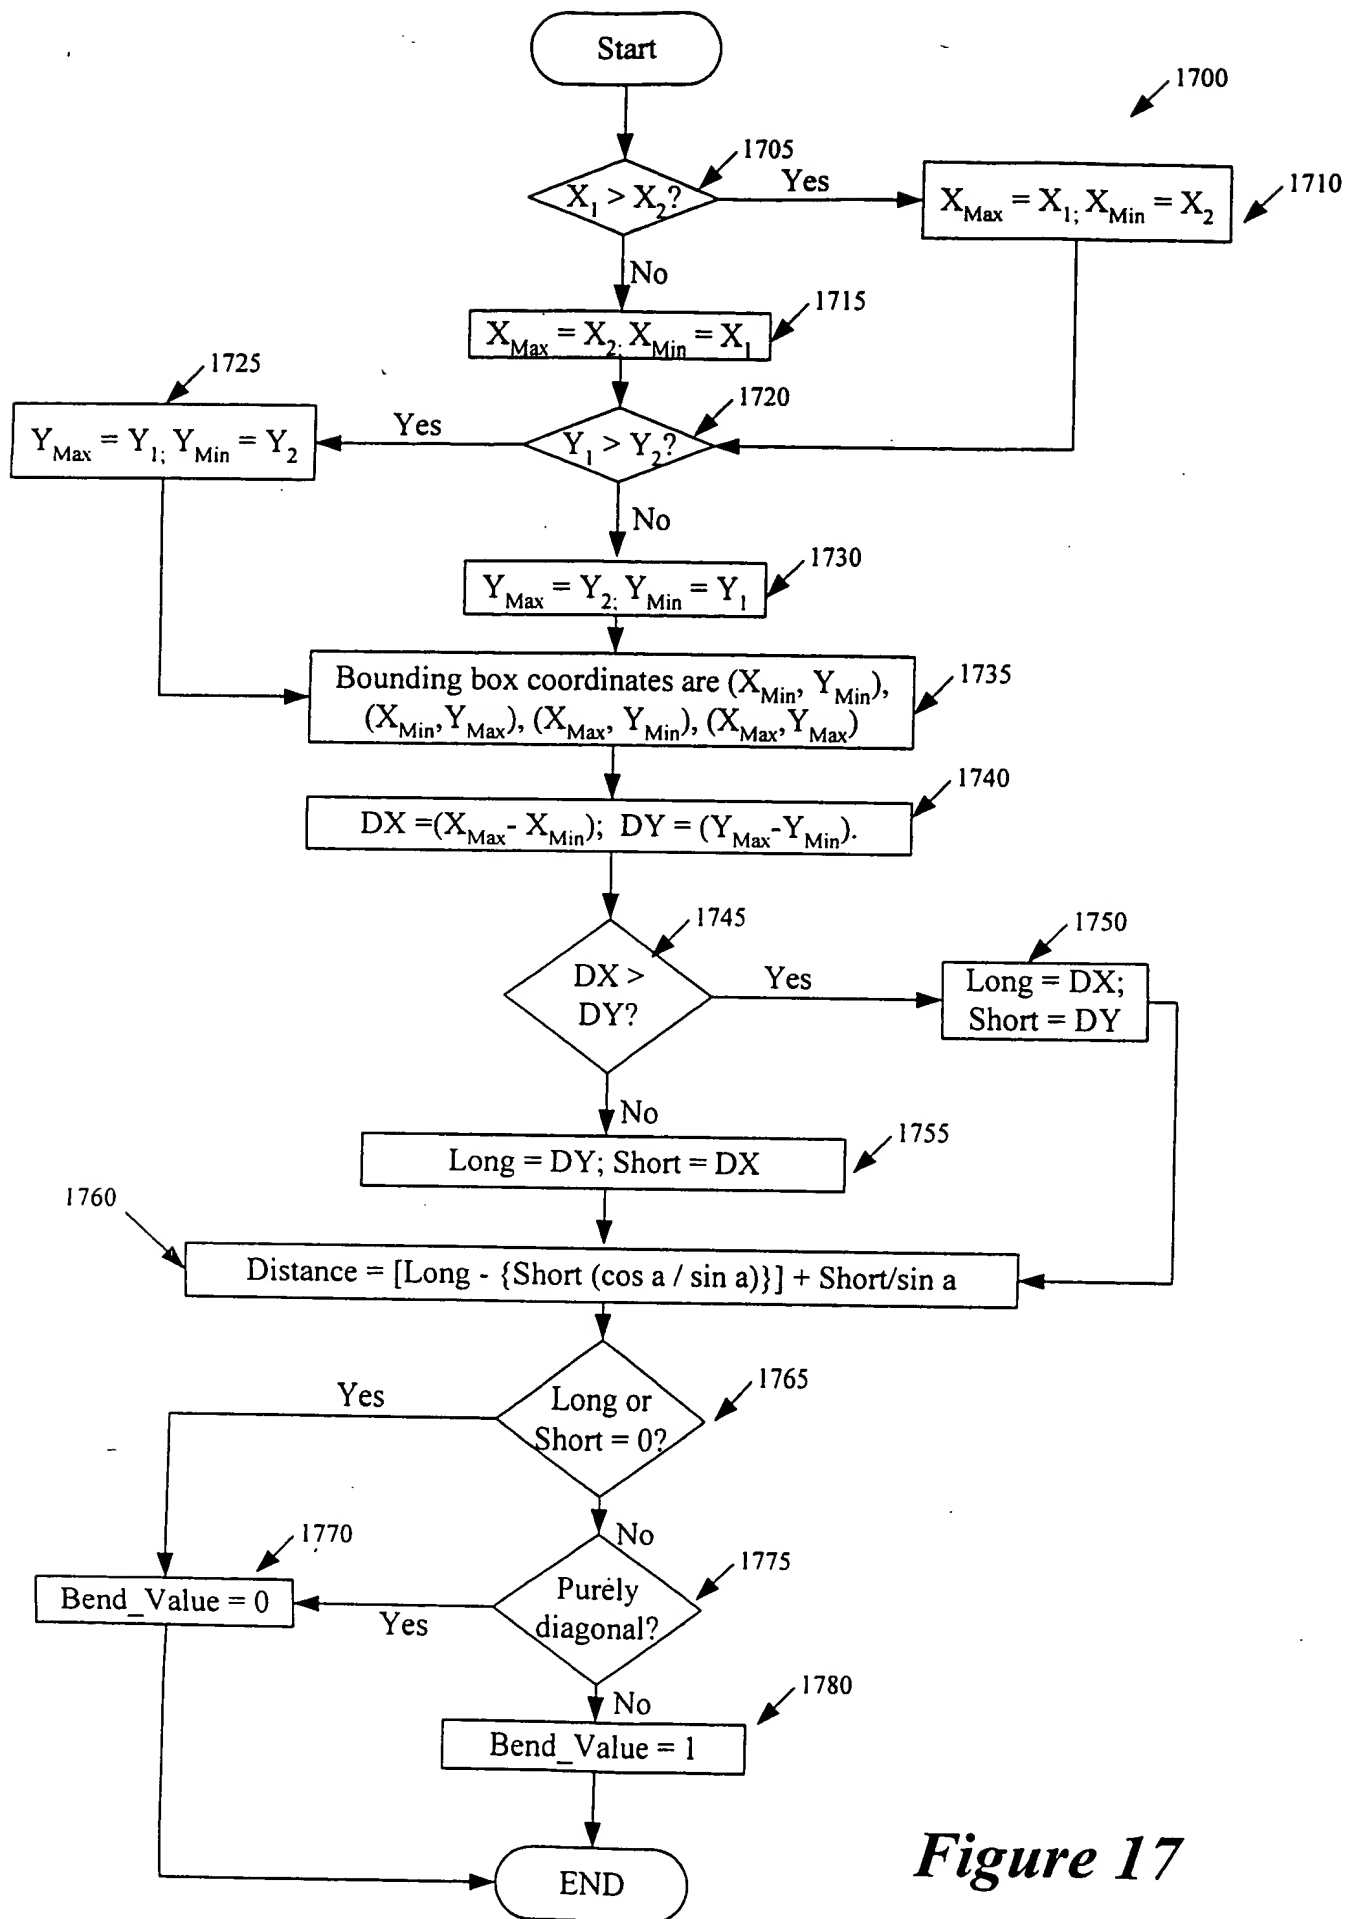 Start
1700
1705
X1 > X2?
Yes
XMax = X1; XMin = X2
1710
No
1715
XMax = X2; XMin = X1
1725
1720
YMax = Y1; YMin = Y2
Yes
Y1 > Y2?
No
1730
YMax = Y2; YMin = Y1
Bounding box coordinates are (XMin, YMin),
(XMin,YMax), (XMax, YMin), (XMax,YMax)
1735
1740
DX =(XMax- XMin); DY = (YMax-YMin).
1745
1750
DX >
DY?
Yes
Long = DX;
Short = DY
No
1755
Long = DY; Short = DX
1760
Distance = [Long - {Short (cos a / sin a)}] + Short/sin a
Yes
1765
Long or
Short = 0?
No
1770
1775
Bend_Value = 0
Yes
Purely
diagonal?
No
1780
Bend_Value = 1
END
Figure 17